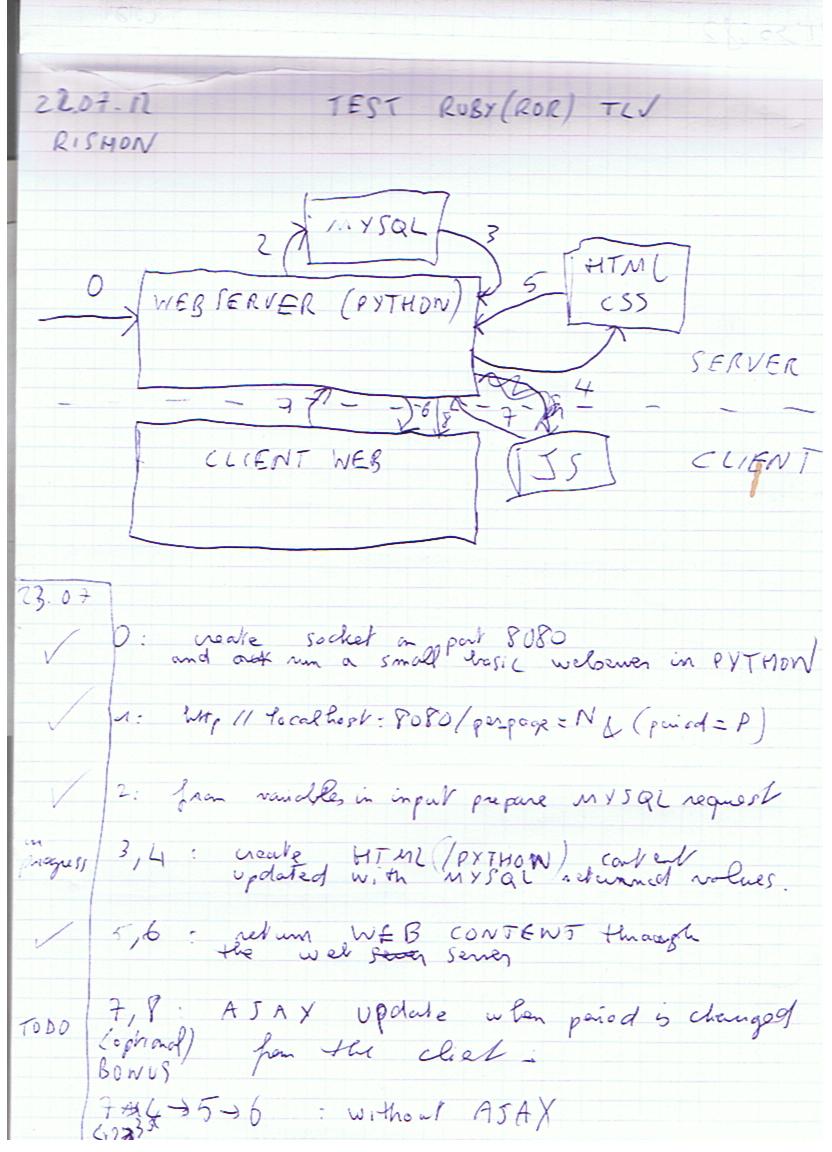 22.07.12 TEST RUBY(ROR) TLV
RISHON
2 MYSQL 3
0 WEBSERVER (PYTHON) 5 HTML
CSS
SERVER
4
7 6 8 7
CLIENT WEB JS CLIENT
23.07
0: create socket on port 8080
and run a small basic webserver in PYTHON
1: http // localhost:8080/perpage=N & (period=P)
2: from variables in input prepare MYSQL request
in
progress 3,4 : create HTML (/PYTHON) content
updated with MYSQL returned values.
5,6 : return WEB CONTENT through
the web server
TODO 7,8 : AJAX update when period is changed
(optional) from the client
BONUS
7 → 4 → 5 → 6 : without AJAX